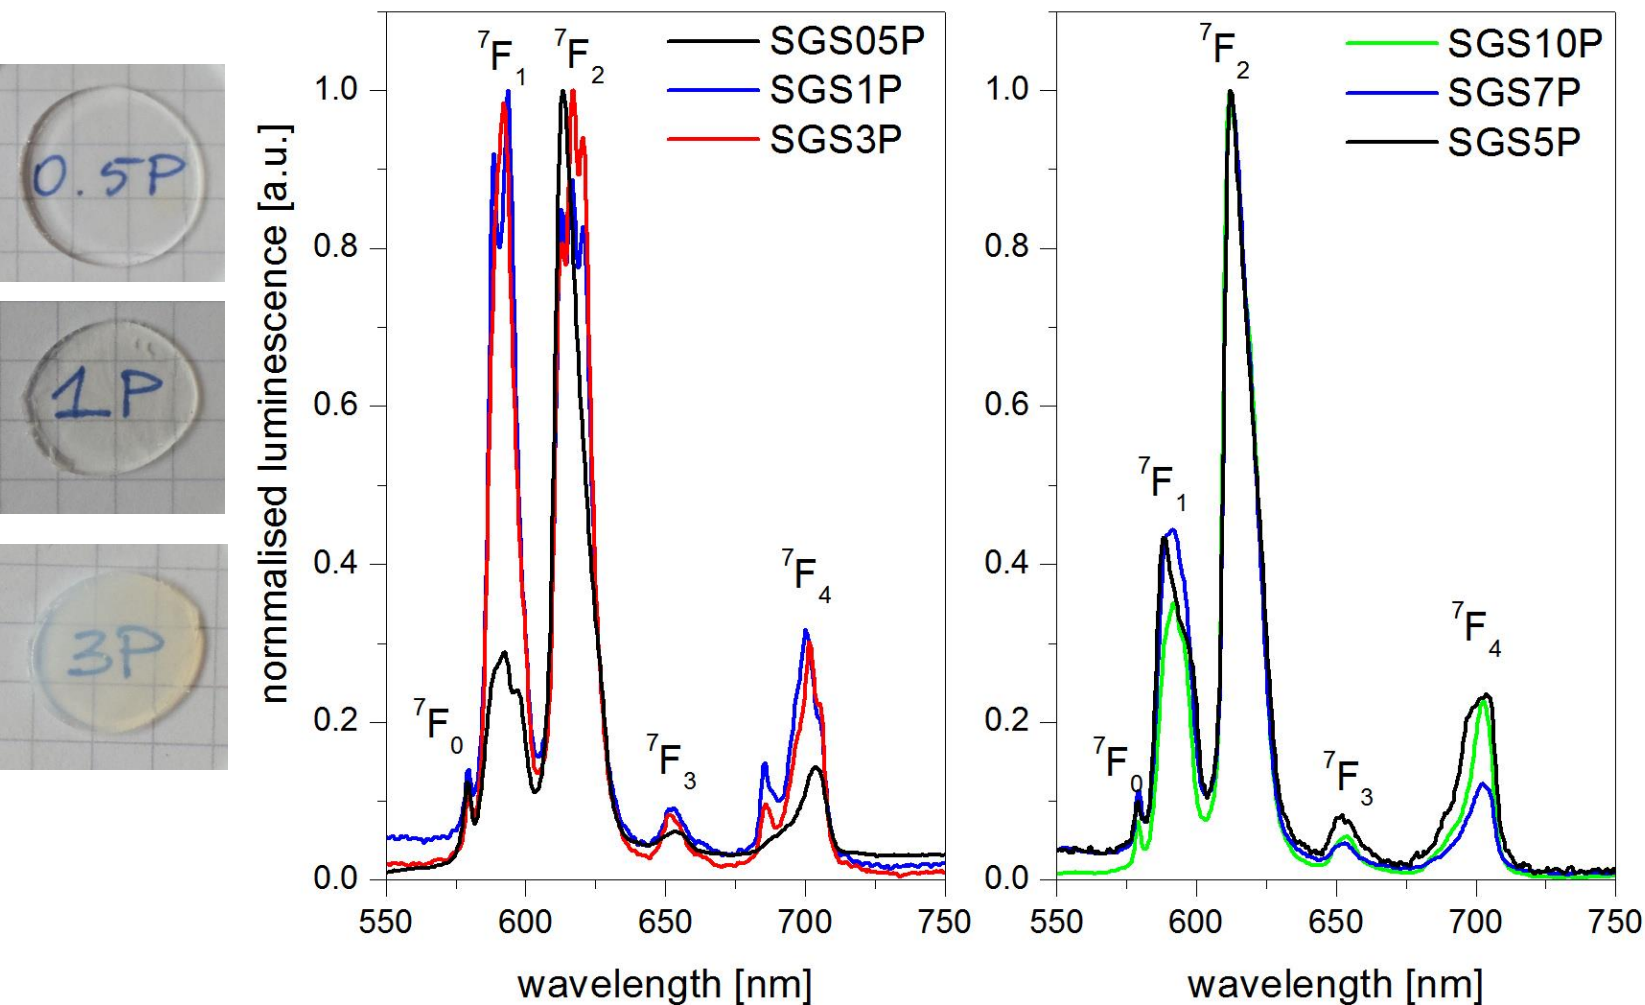 0.5P
1P
3P
nornmalised luminescence [a.u.]
1.0
0.8
0.6
0.4
0.2
0.0
550
600
650
700
750
wavelength [nm]
⁷F₀
⁷F₁
⁷F₂
⁷F₃
⁷F₄
SGS05P
SGS1P
SGS3P
1.0
0.8
0.6
0.4
0.2
0.0
550
600
650
700
750
wavelength [nm]
⁷F₀
⁷F₁
⁷F₂
⁷F₃
⁷F₄
SGS10P
SGS7P
SGS5P